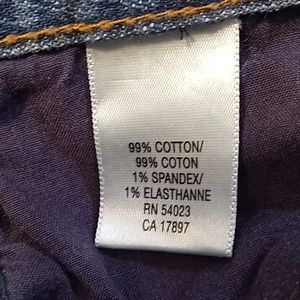 99% COTTON/
99% COTON
1% SPANDEX/
1% ELASTHANNE
RN 54023
CA 17897